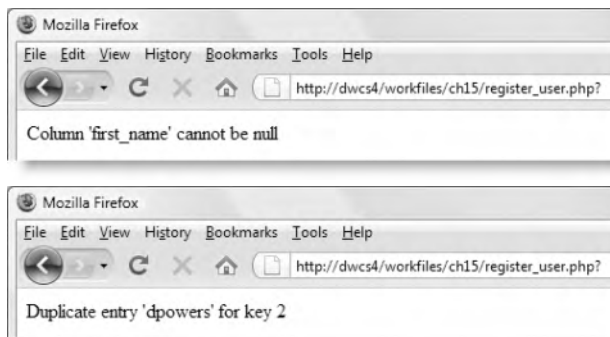 Mozilla Firefox
File Edit View History Bookmarks Tools Help
http://dwcs4/workfiles/ch15/register_user.php?
Column 'first_name' cannot be null
Mozilla Firefox
File Edit View History Bookmarks Tools Help
http://dwcs4/workfiles/ch15/register_user.php?
Duplicate entry 'dpowers' for key 2